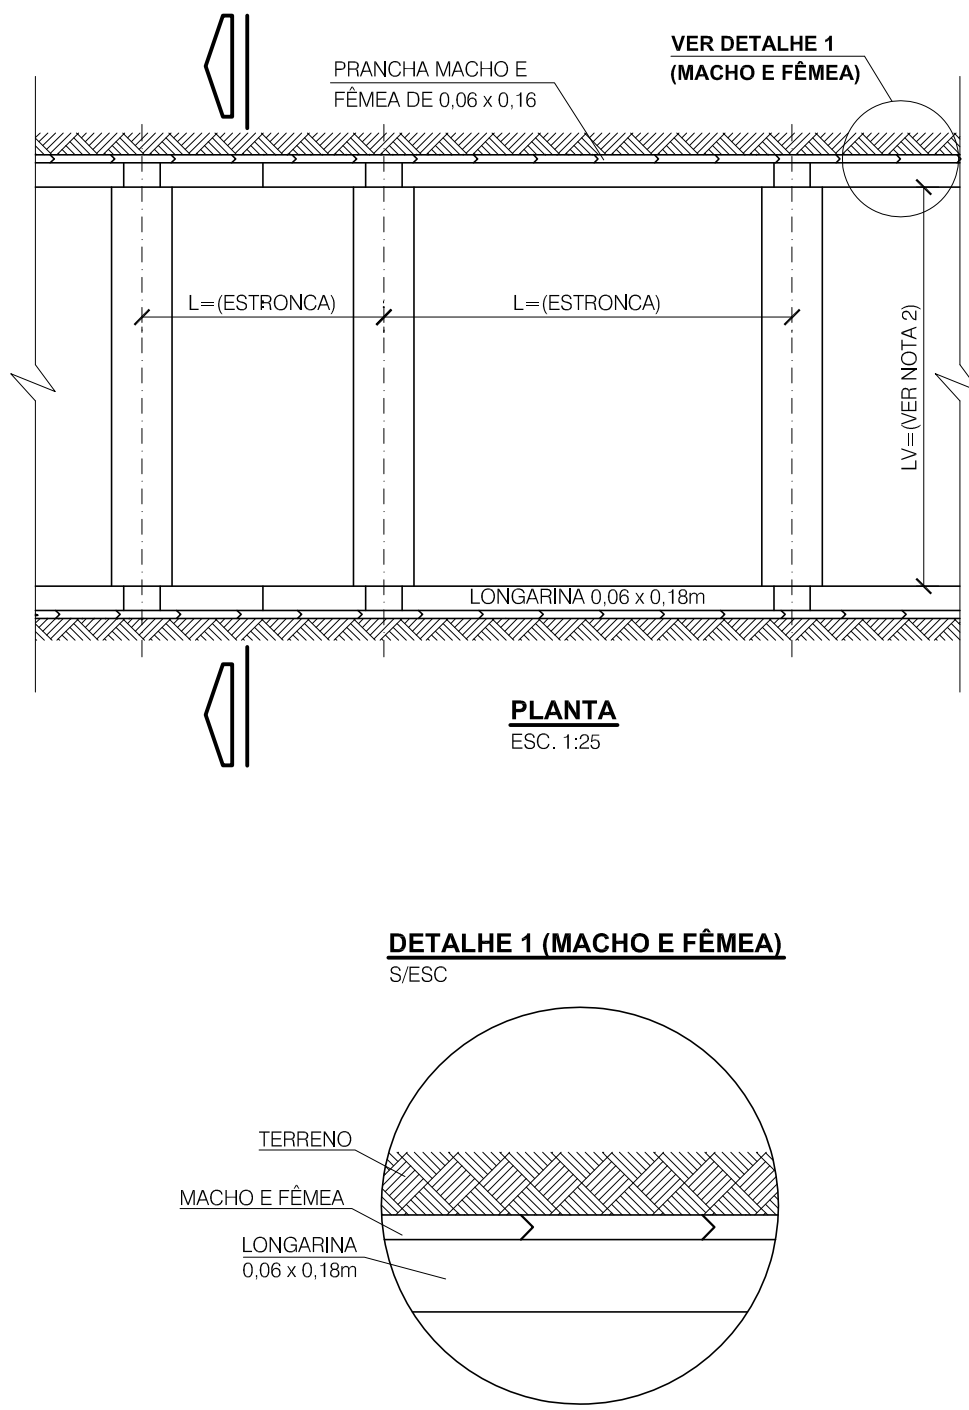 VER DETALHE 1
(MACHO E FÊMEA)
PRANCHA MACHO E
FÊMEA DE 0,06 x 0,16
L=(ESTRONCA)
L=(ESTRONCA)
LV=(VER NOTA 2)
LONGARINA 0,06 x 0,18m
PLANTA
ESC. 1:25
DETALHE 1 (MACHO E FÊMEA)
S/ESC
TERRENO
MACHO E FÊMEA
LONGARINA
0,06 x 0,18m